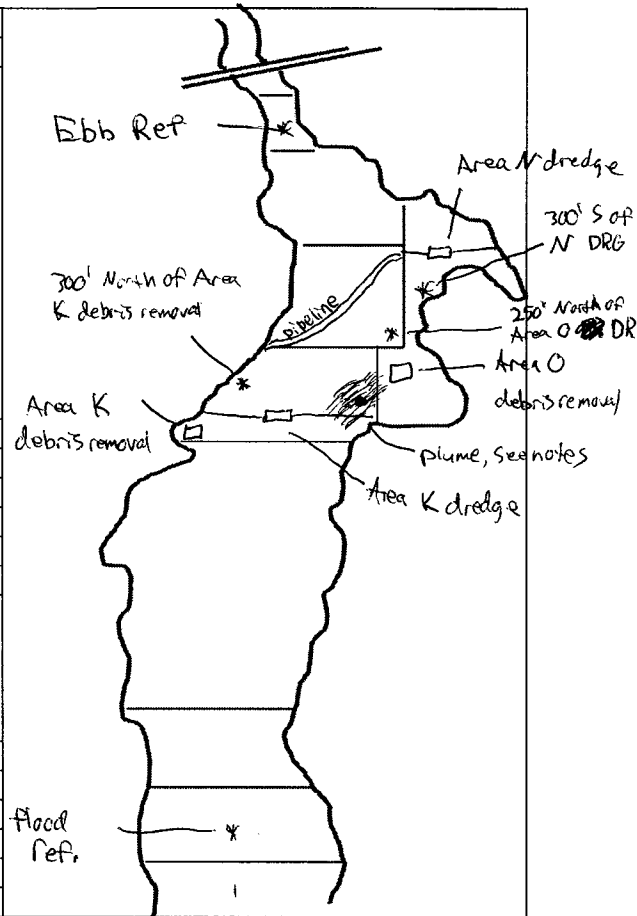 Ebb Ref
Area N dredge
300' S of
N DRG
300' North of Area
K debris removal
pipeline
250' North of
Area O DR
Area O
debris removal
Area K
debris removal
plume, see notes
Area K dredge
flood
ref.